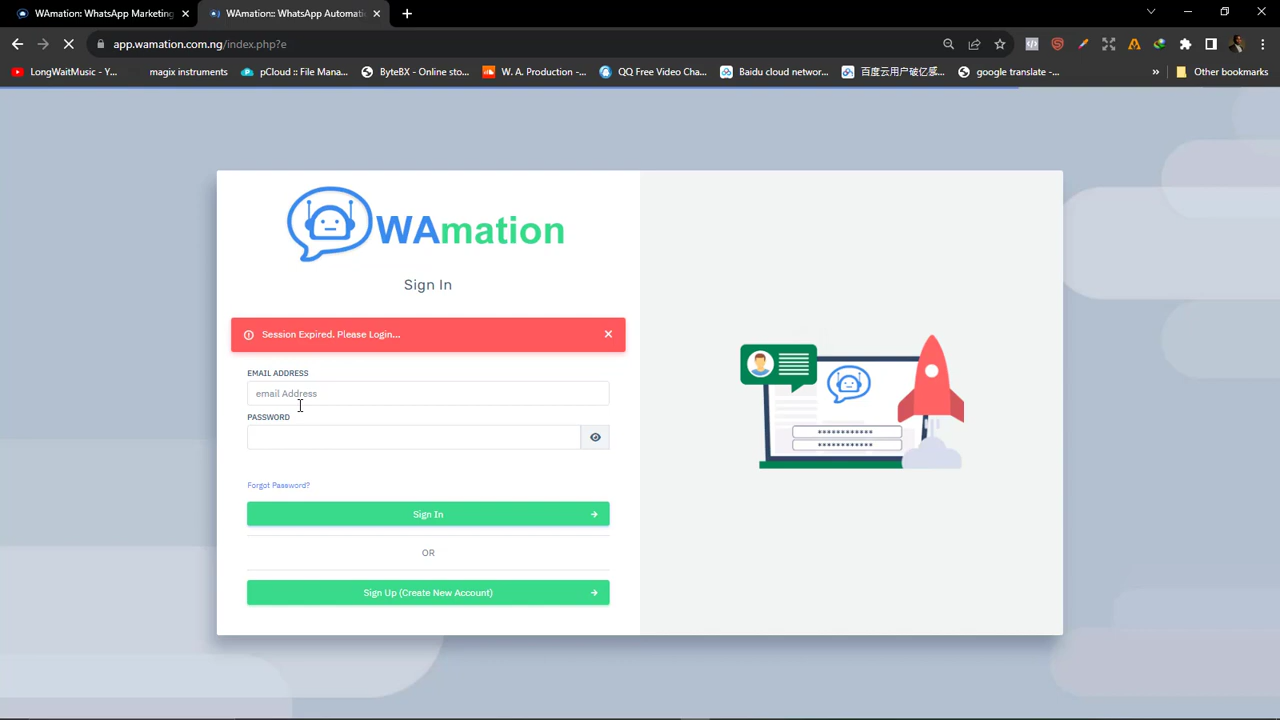 WAmation: WhatsApp Marketing
WAmation:: WhatsApp Automati
app.wamation.com.ng/index.php?e
LongWaitMusic - Y...
magix instruments
pCloud :: File Mana...
ByteBX - Online sto...
W. A. Production -...
QQ Free Video Cha...
Baidu cloud networ...
百度云用户破亿感...
google translate -...
»
Other bookmarks
WAmation
Sign In
Session Expired. Please Login...
EMAIL ADDRESS
email Address
PASSWORD
Forgot Password?
Sign In
OR
Sign Up (Create New Account)
************
************